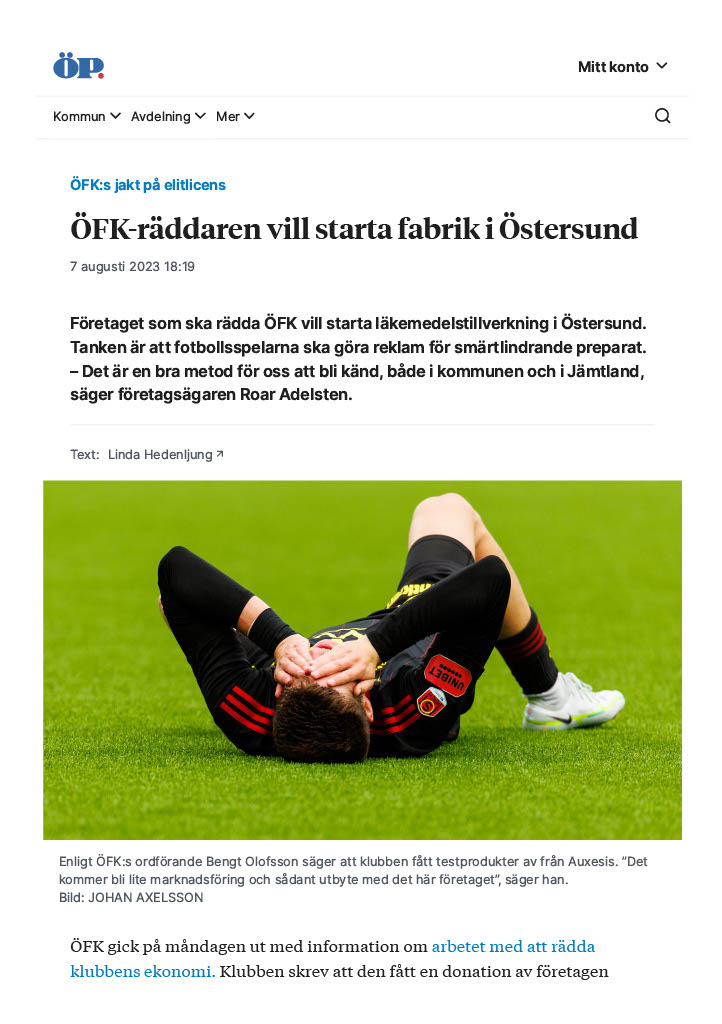 ÖP.
Mitt konto
Kommun Avdelning Mer
ÖFK:s jakt på elitlicens
ÖFK-räddaren vill starta fabrik i Östersund
7 augusti 2023 18:19
Företaget som ska rädda ÖFK vill starta läkemedelstillverkning i Östersund.
Tanken är att fotbollsspelarna ska göra reklam för smärtlindrande preparat.
– Det är en bra metod för oss att bli känd, både i kommunen och i Jämtland,
säger företagsägaren Roar Adelsten.
Text: Linda Hedenljung
UNIBET
Enligt ÖFK:s ordförande Bengt Olofsson säger att klubben fått testprodukter av från Auxesis. ”Det
kommer bli lite marknadsföring och sådant utbyte med det här företaget”, säger han.
Bild: JOHAN AXELSSON
ÖFK gick på måndagen ut med information om arbetet med att rädda
klubbens ekonomi. Klubben skrev att den fått en donation av företagen